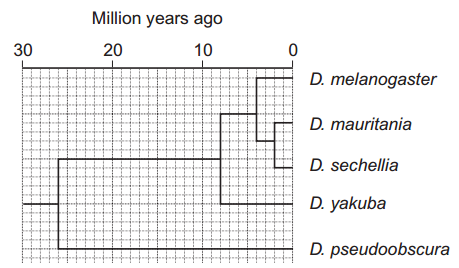 Million years ago
30 20 10 0
D. melanogaster
D. mauritania
D. sechellia
D. yakuba
D. pseudoobscura